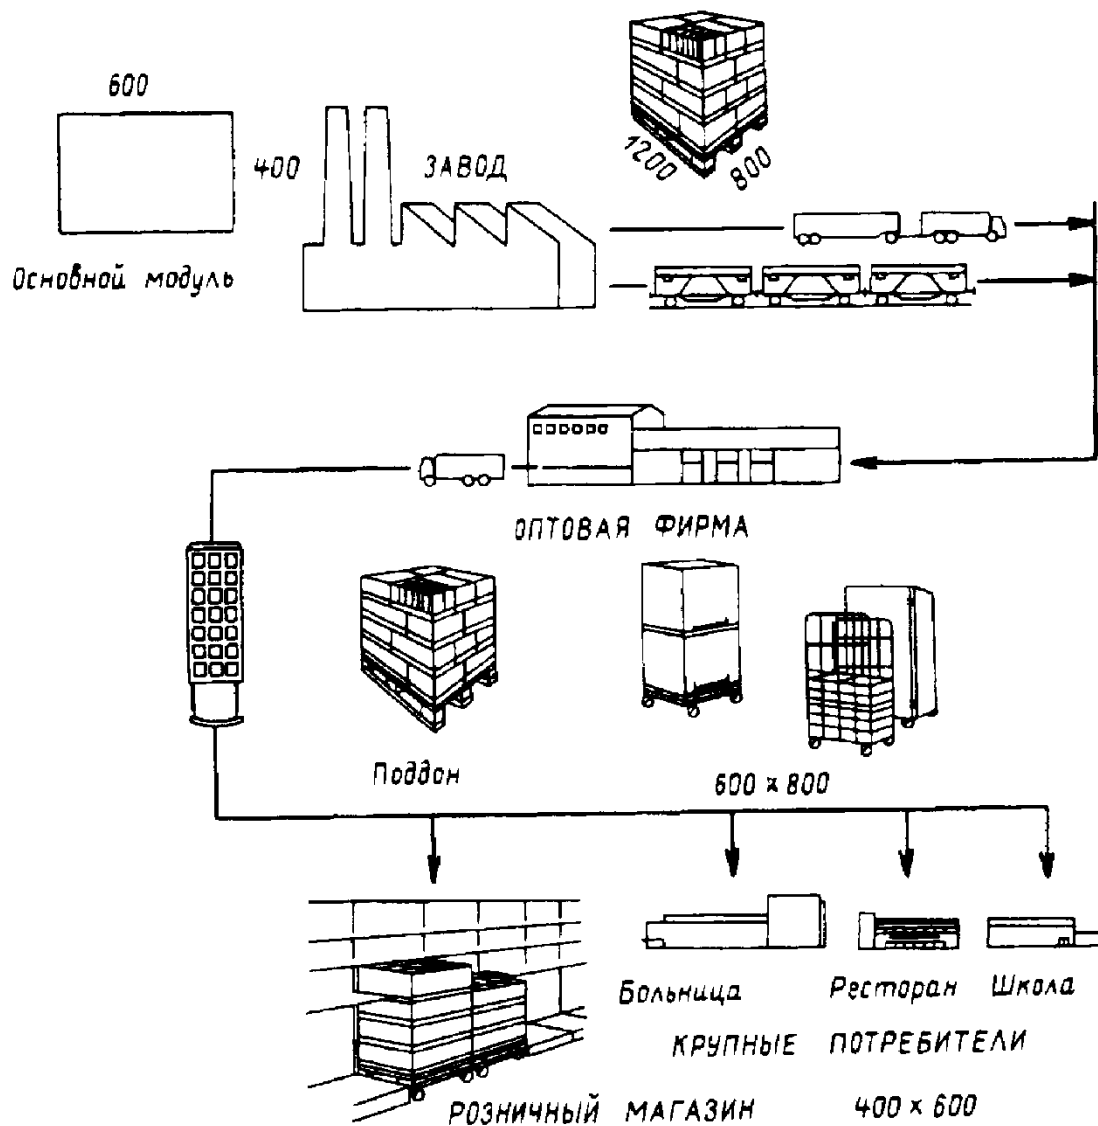 600
400
Основной модуль
ЗАВОД
1200
800
ОПТОВАЯ ФИРМА
Поддон
600 × 800
Больница
Ресторан
Школа
КРУПНЫЕ ПОТРЕБИТЕЛИ
РОЗНИЧНЫЙ МАГАЗИН
400 × 600